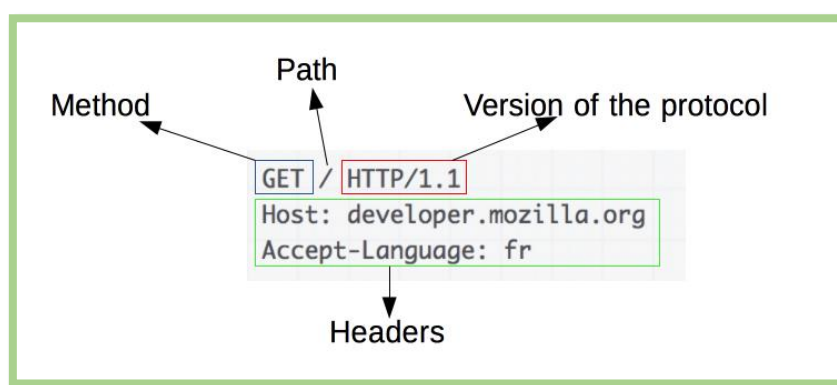 Path
Method
Version of the protocol
GET / HTTP/1.1
Host: developer.mozilla.org
Accept-Language: fr
Headers